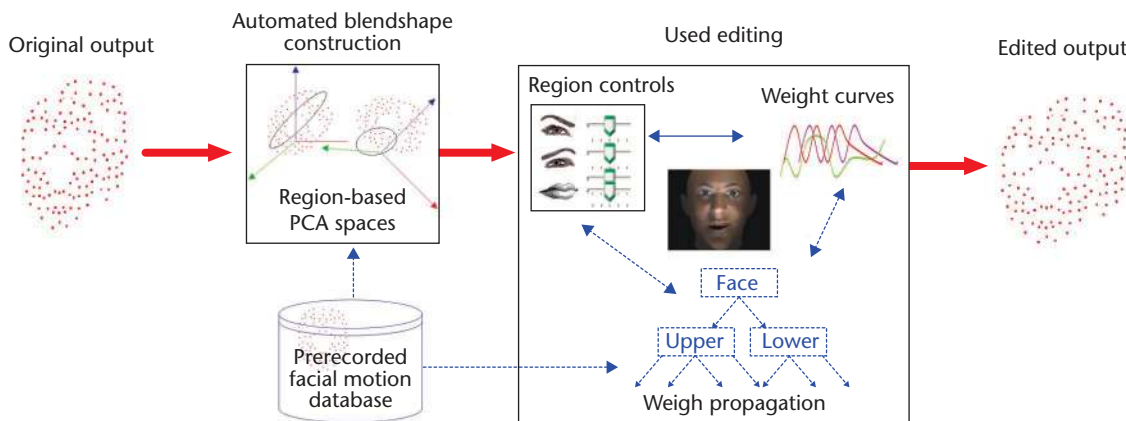 Original output
Automated blendshape
construction
Used editing
Edited output
Region controls
Weight curves
Region-based
PCA spaces
Face
Upper
Lower
Prerecorded
facial motion
database
Weigh propagation